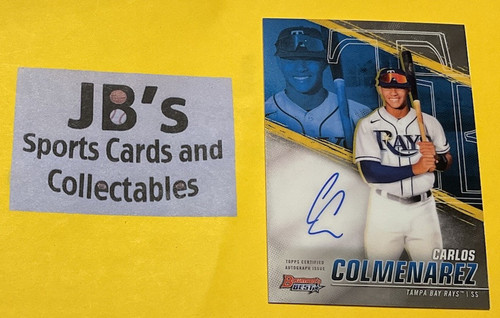 JB's
Sports Cards and
Collectables
RAYS
TOPPS CERTIFIED
AUTOGRAPH ISSUE
BOWMAN'S
BEST
CARLOS
COLMENAREZ
TAMPA BAY RAYS™ | SS